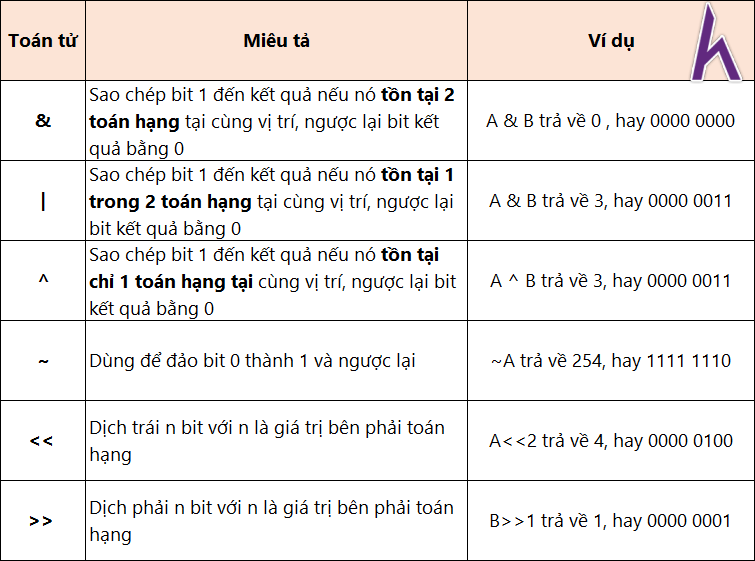 Toán tử
Miêu tả
Ví dụ
&
Sao chép bit 1 đến kết quả nếu nó tồn tại 2
toán hạng tại cùng vị trí, ngược lại bit kết
quả bằng 0
A & B trả về 0 , hay 0000 0000
|
Sao chép bit 1 đến kết quả nếu nó tồn tại 1
trong 2 toán hạng tại cùng vị trí, ngược lại
bit kết quả bằng 0
A & B trả về 3, hay 0000 0011
^
Sao chép bit 1 đến kết quả nếu nó tồn tại
chỉ 1 toán hạng tại cùng vị trí, ngược lại bit
kết quả bằng 0
A ^ B trả về 3, hay 0000 0011
~
Dùng để đảo bit 0 thành 1 và ngược lại
~A trả về 254, hay 1111 1110
<<
Dịch trái n bit với n là giá trị bên phải toán
hạng
A<<2 trả về 4, hay 0000 0100
>>
Dịch phải n bit với n là giá trị bên phải toán
hạng
B>>1 trả về 1, hay 0000 0001